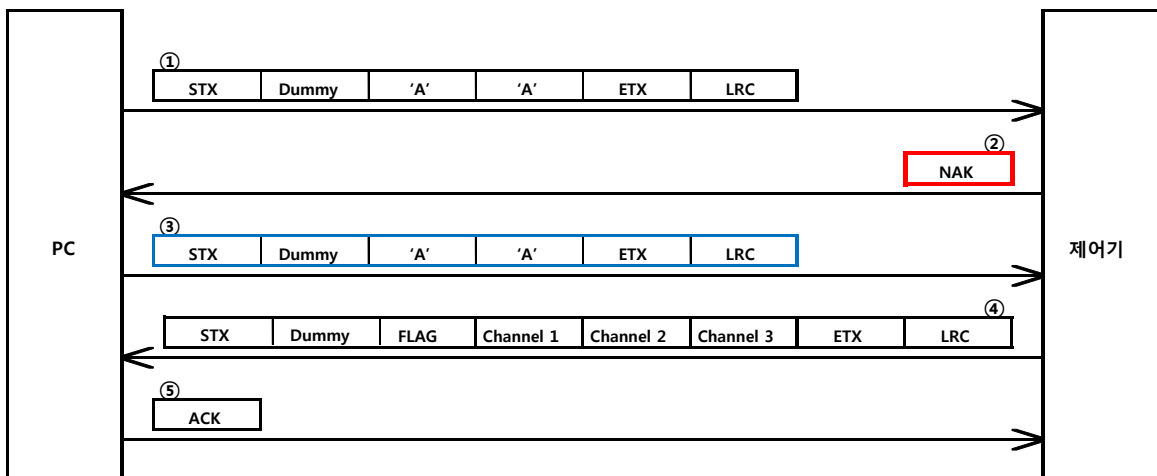 ①
STX Dummy ‘A’ ‘A’ ETX LRC
②
NAK
③
STX Dummy ‘A’ ‘A’ ETX LRC
PC
제어기
④
STX Dummy FLAG Channel 1 Channel 2 Channel 3 ETX LRC
⑤
ACK